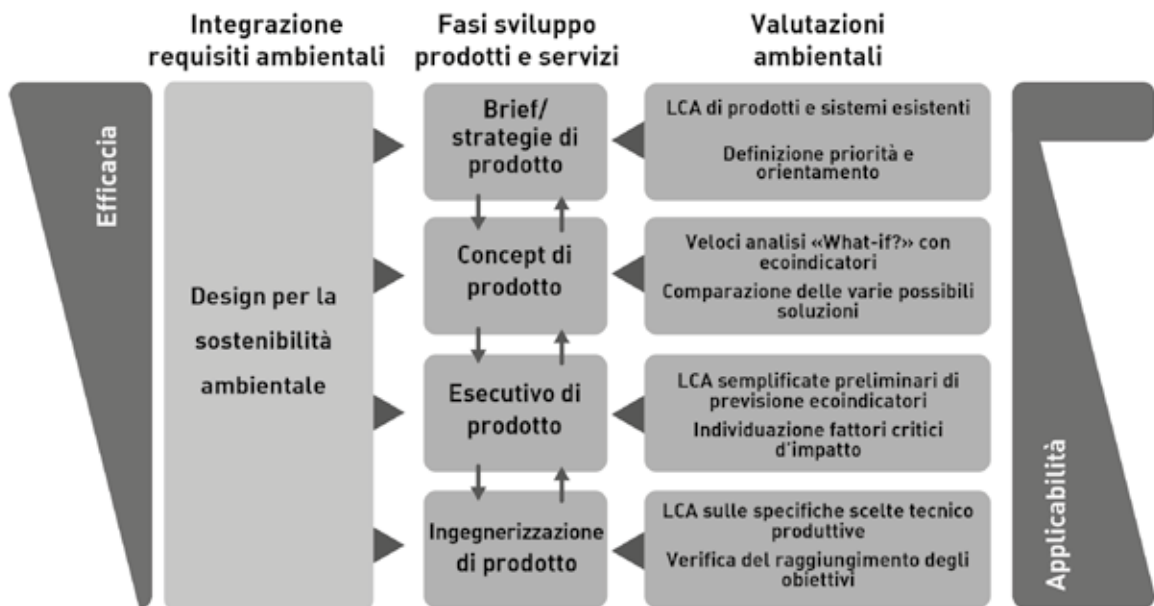 Integrazione
requisiti ambientali
Fasi sviluppo
prodotti e servizi
Valutazioni
ambientali
Efficacia
Design per la
sostenibilità
ambientale
Brief/
strategie di
prodotto
Concept di
prodotto
Esecutivo di
prodotto
Ingegnerizzazione
di prodotto
LCA di prodotti e sistemi esistenti
Definizione priorità e
orientamento
Veloci analisi «What-if?» con
ecoindicatori
Comparazione delle varie possibili
soluzioni
LCA semplificate preliminari di
previsione ecoindicatori
Individuazione fattori critici
d'impatto
LCA sulle specifiche scelte tecnico
produttive
Verifica del raggiungimento degli
obiettivi
Applicabilità